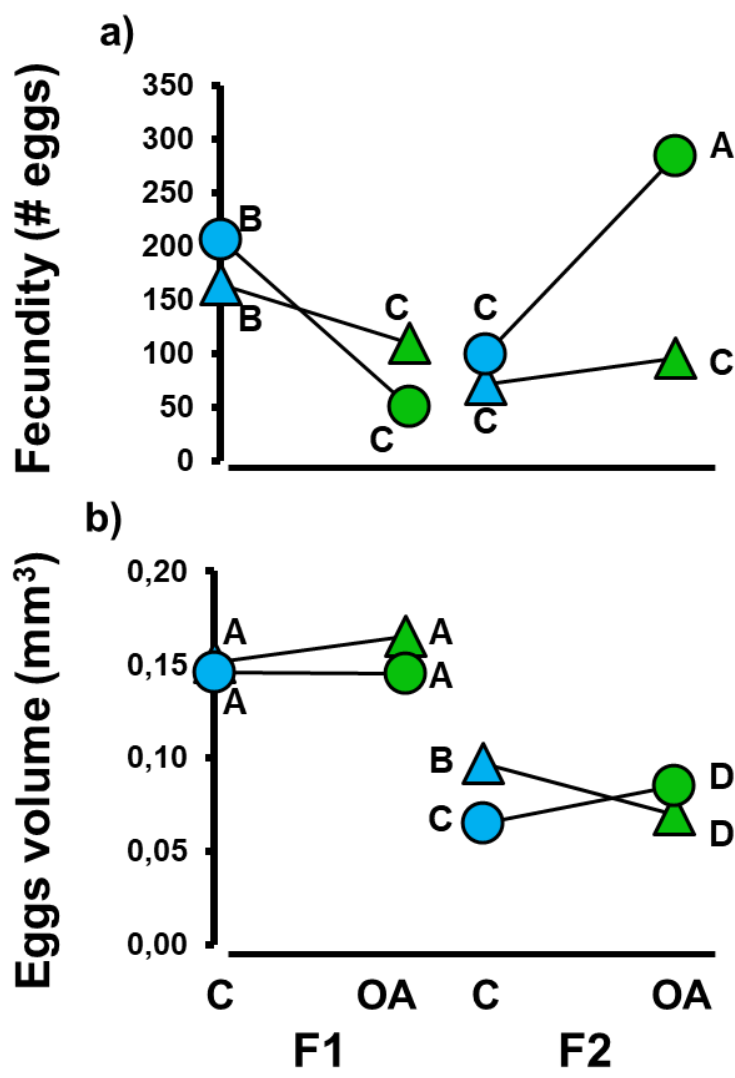 a)
Fecundity (# eggs)
350
300
250
200
150
100
50
0
B
B
C
C
C
C
A
C
b)
Eggs volume (mm³)
0,20
0,15
0,10
0,05
0,00
A
A
A
A
B
C
D
D
C OA C OA
F1 F2